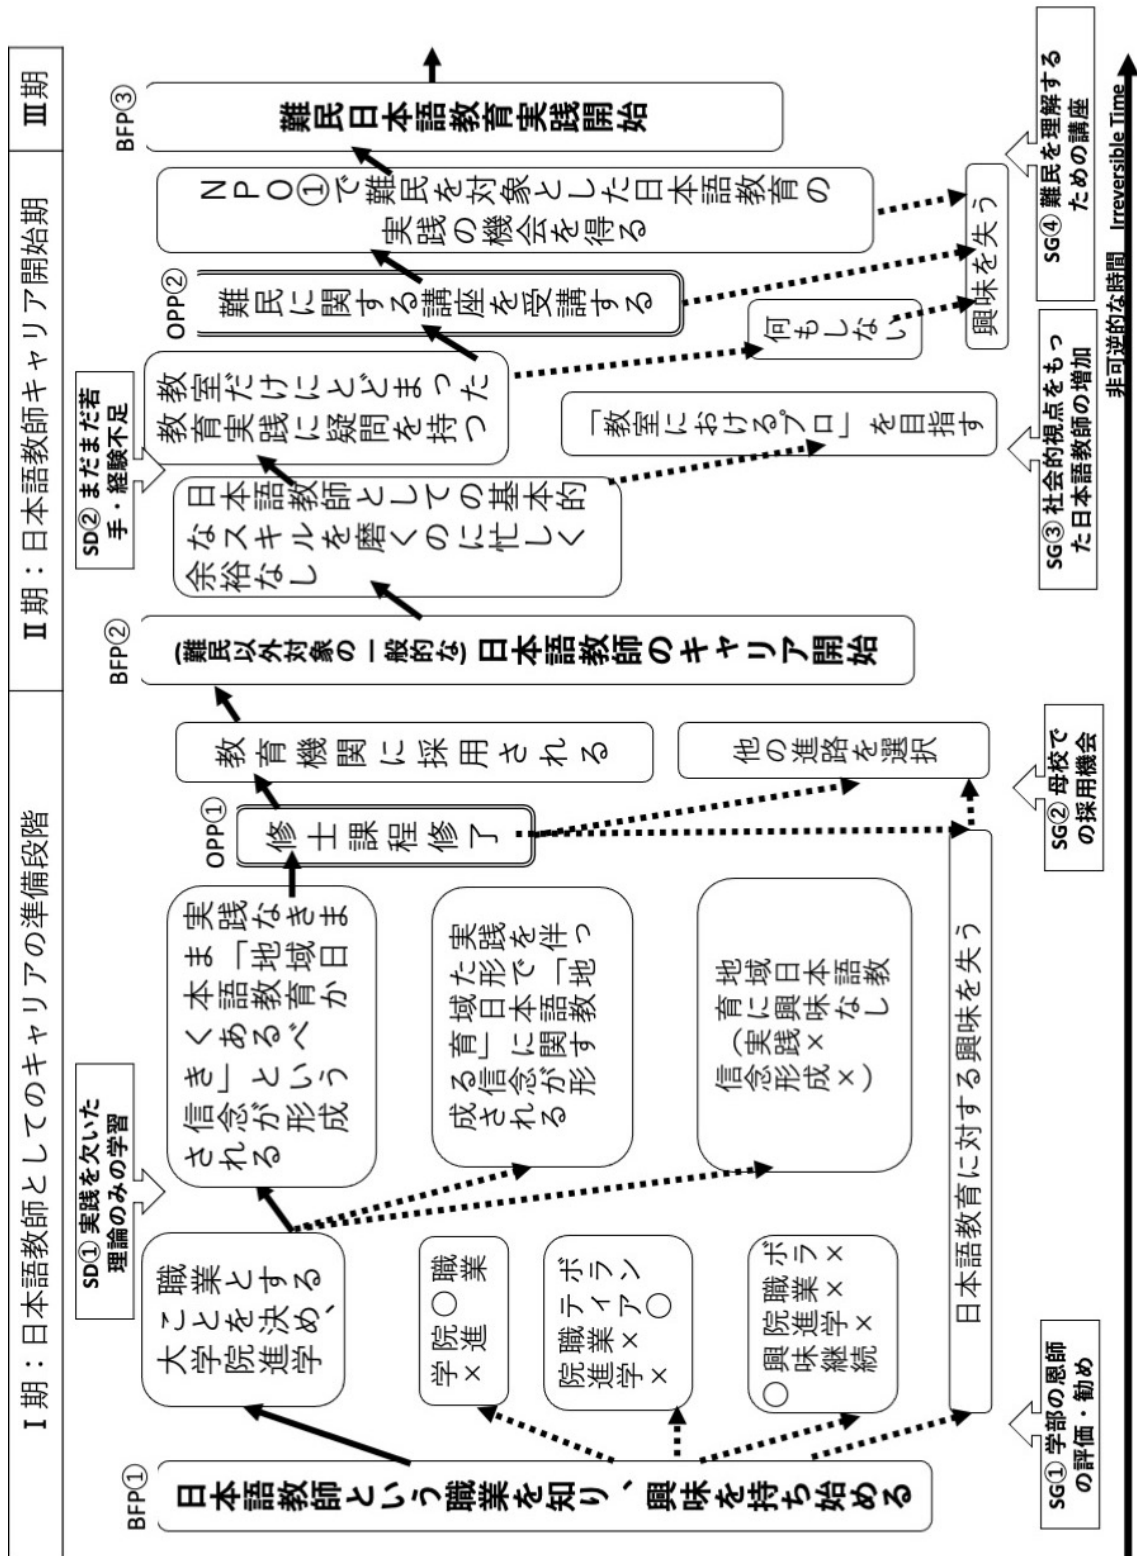 Ⅰ期：日本語教師としてのキャリアの準備段階
Ⅱ期：日本語教師キャリア開始期
Ⅲ期
BFP①
日本語教師という職業を知り、興味を持ち始める
職業とする
ことを決め、
大学院進学、
職業
○
院進
学×
ボラン
ティア○
職業×
院進学×
ボラ×
職業×
院進学×
興味継続
○
日本語教育に対する興味を失う
SD① 実践を欠いた
理論のみの学習
実践なきま
ま「地域日
本語教育か
くあるべ
き」という
信念が形成
される
実践を伴っ
た形で「地
域日本語教
育」に関す
る信念が形
成される
地域日本語教
育に興味なし
（実践×
信念形成×）
OPP①
修士課程修了
教育機関に採用される
他の進路を選択
SG① 学部の恩師
の評価・勧め
SG② 母校で
の採用機会
BFP②
(難民以外対象の一般的な) 日本語教師のキャリア開始
日本語教師としての基本的
なスキルを磨くのに忙しく
余裕なし
SD② まだまだ若
手・経験不足
教室だけにとどまった
教育実践に疑問を持つ
「教室におけるプロ」を目指す
OPP②
難民に関する講座を受講する
何もしない
NPO①で難民を対象とした日本語教育の
実践の機会を得る
興味を失う
BFP③
難民日本語教育実践開始
SG③ 社会的視点をもっ
た日本語教師の増加
SG④ 難民を理解する
ための講座
非可逆的な時間 Irreversible Time